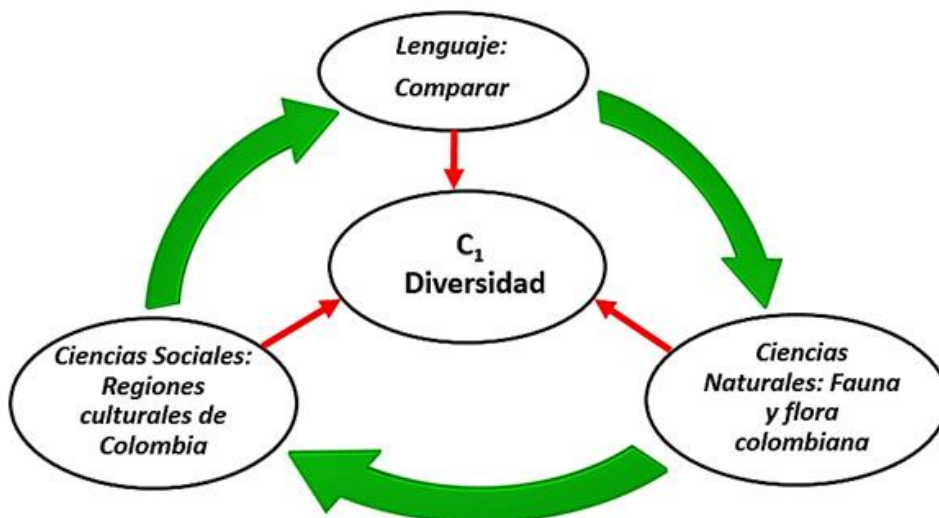 Lenguaje:
Comparar
C₁
Diversidad
Ciencias Sociales:
Regiones
culturales de
Colombia
Ciencias
Naturales: Fauna
y flora
colombiana